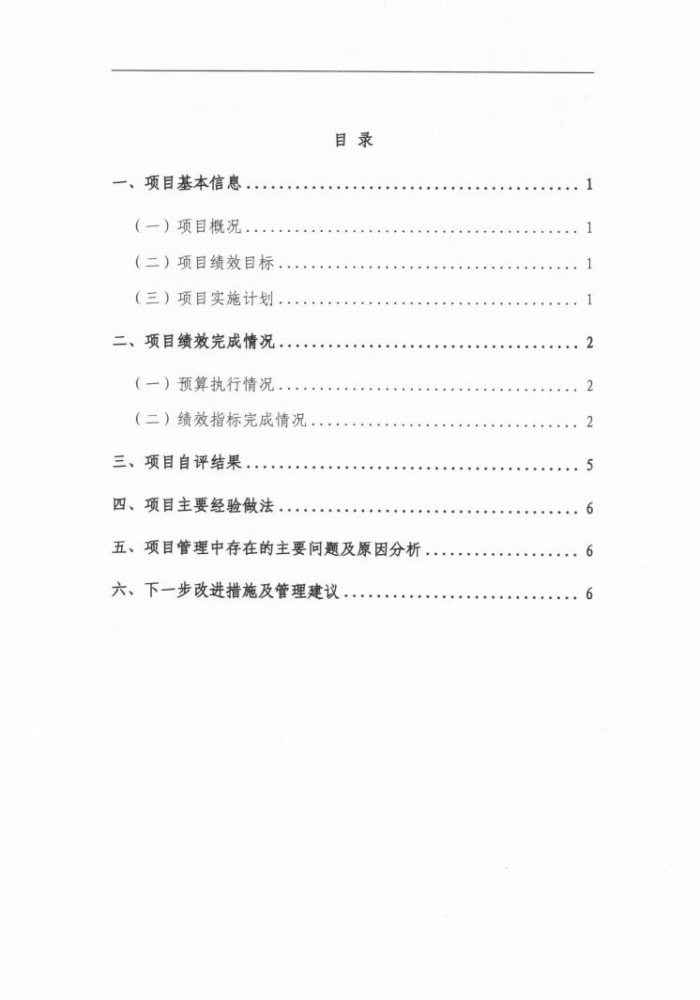 目 录
一、项目基本信息........................................ 1
（一）项目概况........................................ 1
（二）项目绩效目标.................................... 1
（三）项目实施计划.................................... 1
二、项目绩效完成情况.................................... 2
（一）预算执行情况.................................... 2
（二）绩效指标完成情况................................ 2
三、项目自评结果........................................ 5
四、项目主要经验做法.................................... 6
五、项目管理中存在的主要问题及原因分析.................. 6
六、下一步改进措施及管理建议............................ 6